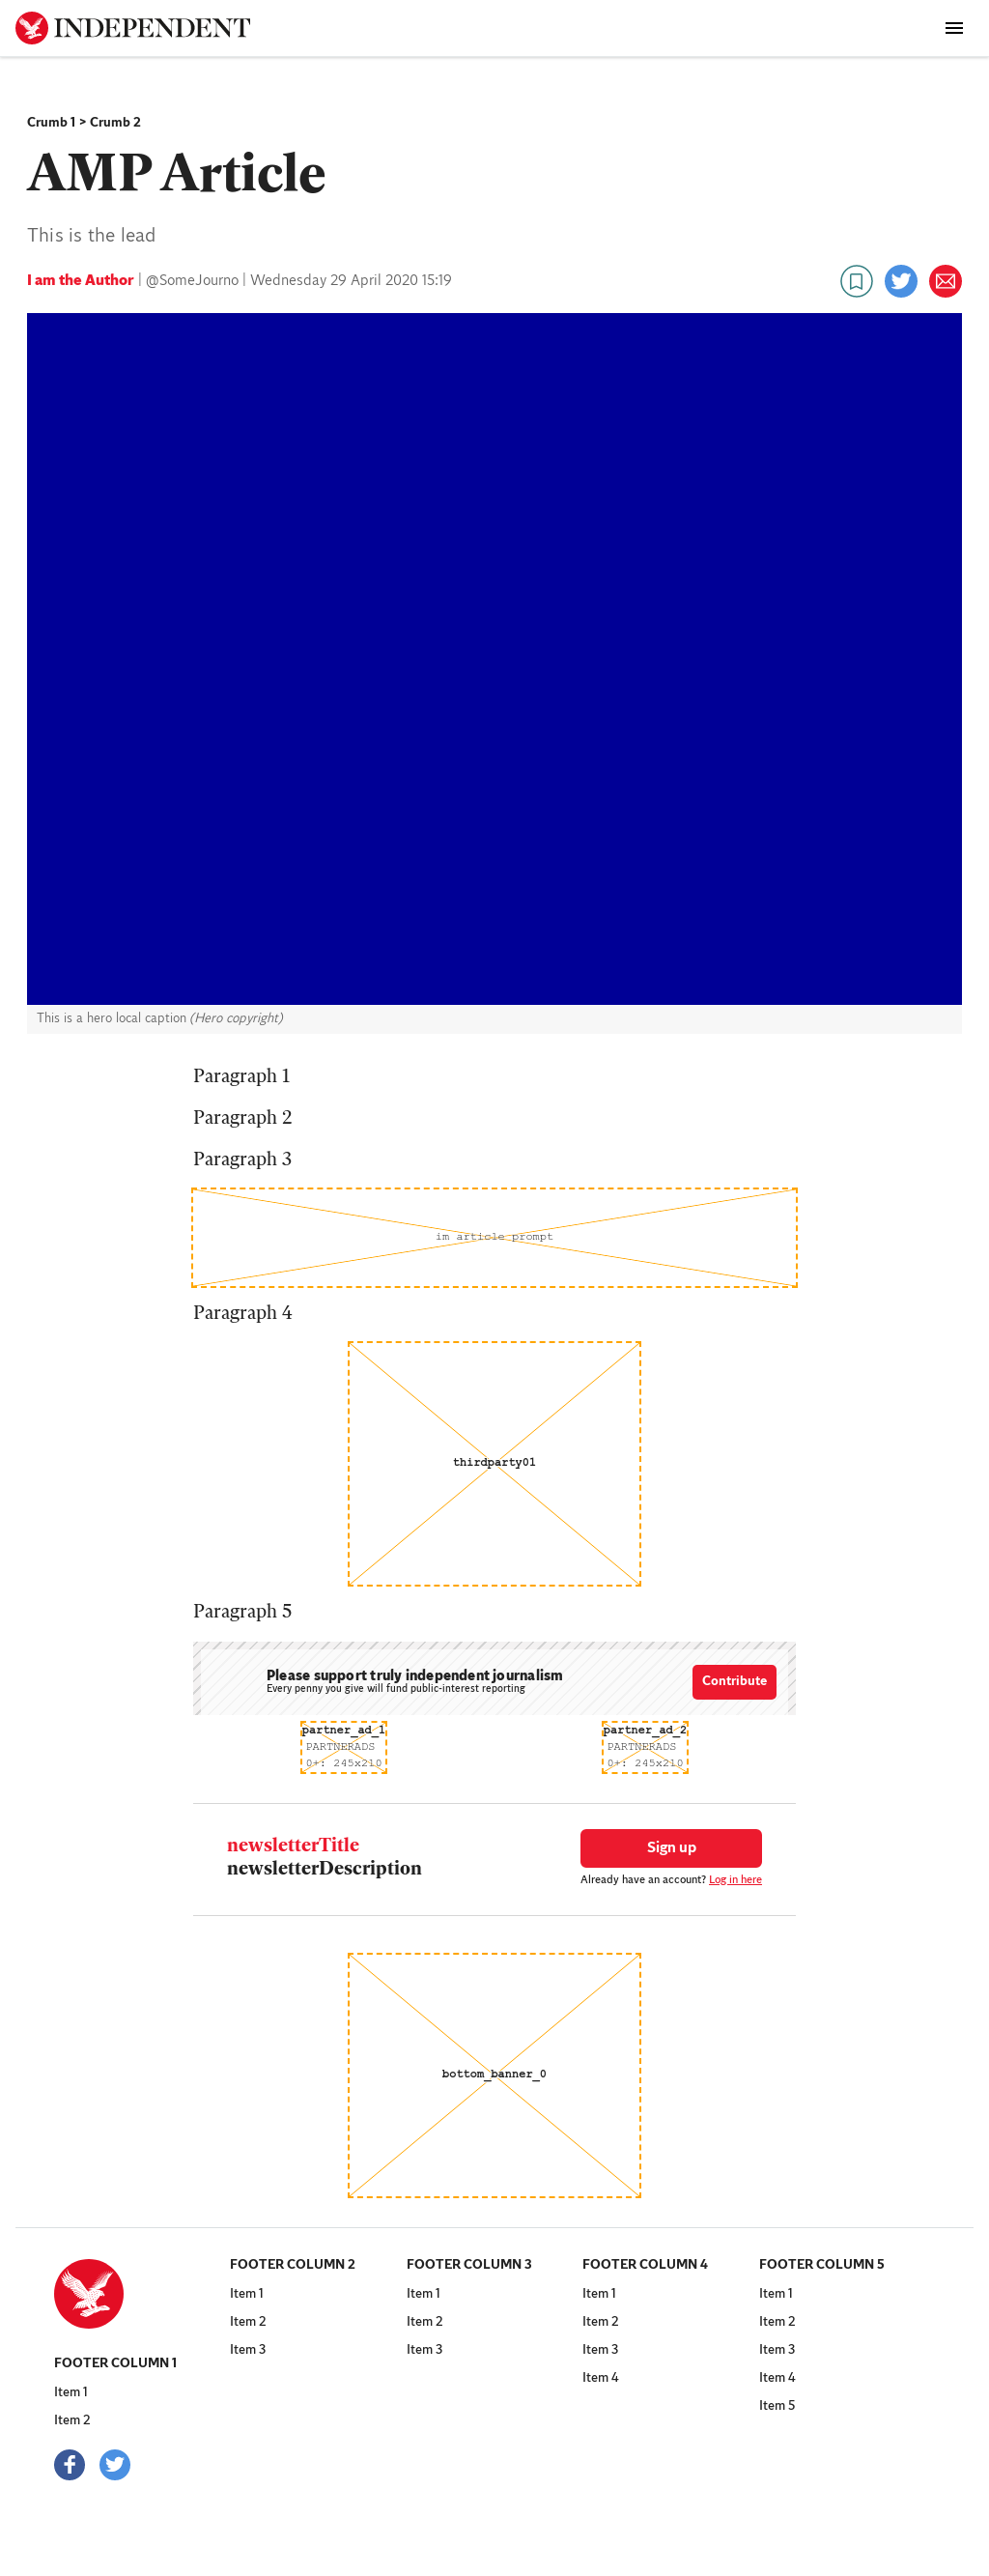 INDEPENDENT
Crumb 1 > Crumb 2
AMP Article
This is the lead
I am the Author | @SomeJourno | Wednesday 29 April 2020 15:19
This is a hero local caption (Hero copyright)
Paragraph 1
Paragraph 2
Paragraph 3
im article prompt
Paragraph 4
thirdparty01
Paragraph 5
Please support truly independent journalism
Every penny you give will fund public-interest reporting
Contribute
partner_ad_1
PARTNERADS
0+: 245x210
partner_ad_2
PARTNERADS
0+: 245x210
newsletterTitle
newsletterDescription
Sign up
Already have an account? Log in here
bottom_banner_0
FOOTER COLUMN 1
Item 1
Item 2
FOOTER COLUMN 2
Item 1
Item 2
Item 3
FOOTER COLUMN 3
Item 1
Item 2
Item 3
FOOTER COLUMN 4
Item 1
Item 2
Item 3
Item 4
FOOTER COLUMN 5
Item 1
Item 2
Item 3
Item 4
Item 5